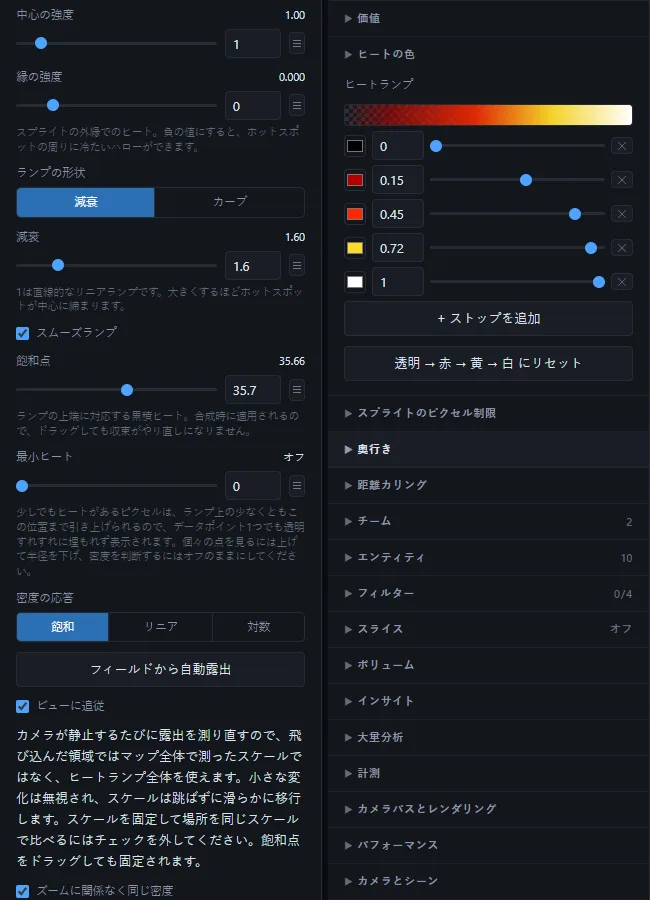 中心の強度 1.00
1
縁の強度 0.000
0
スプライトの外縁でのヒート。負の値にすると、ホットスポッ
トの周りに冷たいハローができます。
ランプの形状
減衰 カーブ
減衰 1.60
1.6
1は直線的なリニアランプです。大きくするほどホットスポッ
トが中心に締まります。
スムーズランプ
飽和点 35.66
35.7
ランプの上端に対応する累積ヒート。合成時に適用されるの
で、ドラッグしても収束がやり直しになりません。
最小ヒート オフ
0
少しでもヒートがあるピクセルは、ランプ上の少なくともこ
の位置まで引き上げられるので、データポイント1つでも透明
すれすれに埋もれず表示されます。個々の点を見るには上げ
て半径を下げ、密度を判断するにはオフのままにしてくださ
い。
密度の応答
飽和 リニア 対数
フィールドから自動露出
ビューに追従
カメラが静止するたびに露出を測り直すので、飛
び込んだ領域ではマップ全体で測ったスケールで
はなく、ヒートランプ全体を使えます。小さな変
化は無視され、スケールは跳ばずに滑らかに移行
します。スケールを固定して場所を同じスケール
で比べるにはチェックを外してください。飽和点
をドラッグしても固定されます。
ズームに関係なく同じ密度
▶ 価値
▶ ヒートの色
ヒートランプ
0
0.15
0.45
0.72
1
+ ストップを追加
透明 → 赤 → 黄 → 白 にリセット
▶ スプライトのピクセル制限
▶ 奥行き
▶ 距離カリング
▶ チーム 2
▶ エンティティ 10
▶ フィルター 0/4
▶ スライス オフ
▶ ボリューム
▶ インサイト
▶ 大量分析
▶ 計測
▶ カメラパスとレンダリング
▶ パフォーマンス
▶ カメラとシーン